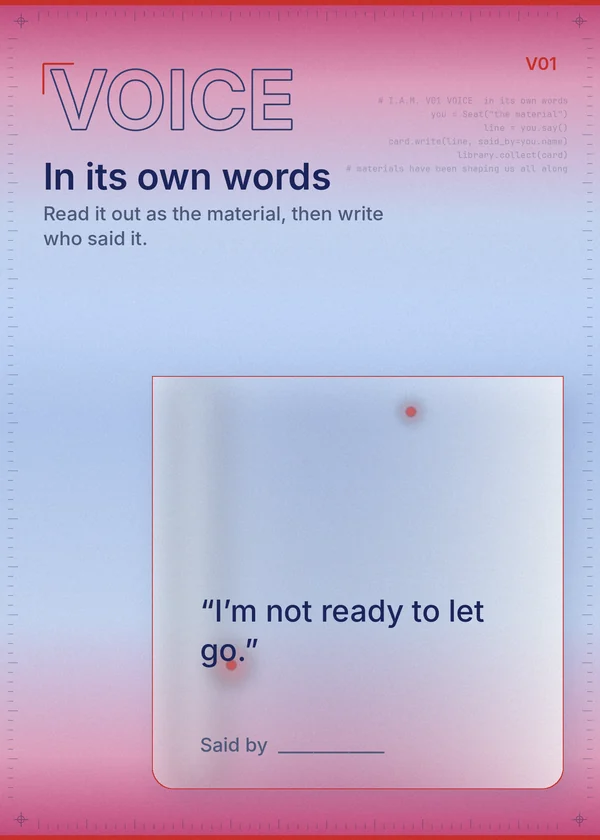 V01
VOICE
# I.A.M. V01 VOICE in its own words
you = Seat("the material")
line = you.say()
card.write(line, said_by=you.name)
library.collect(card)
# materials have been shaping us all along
In its own words
Read it out as the material, then write
who said it.
“I’m not ready to let
go.”
Said by ___________